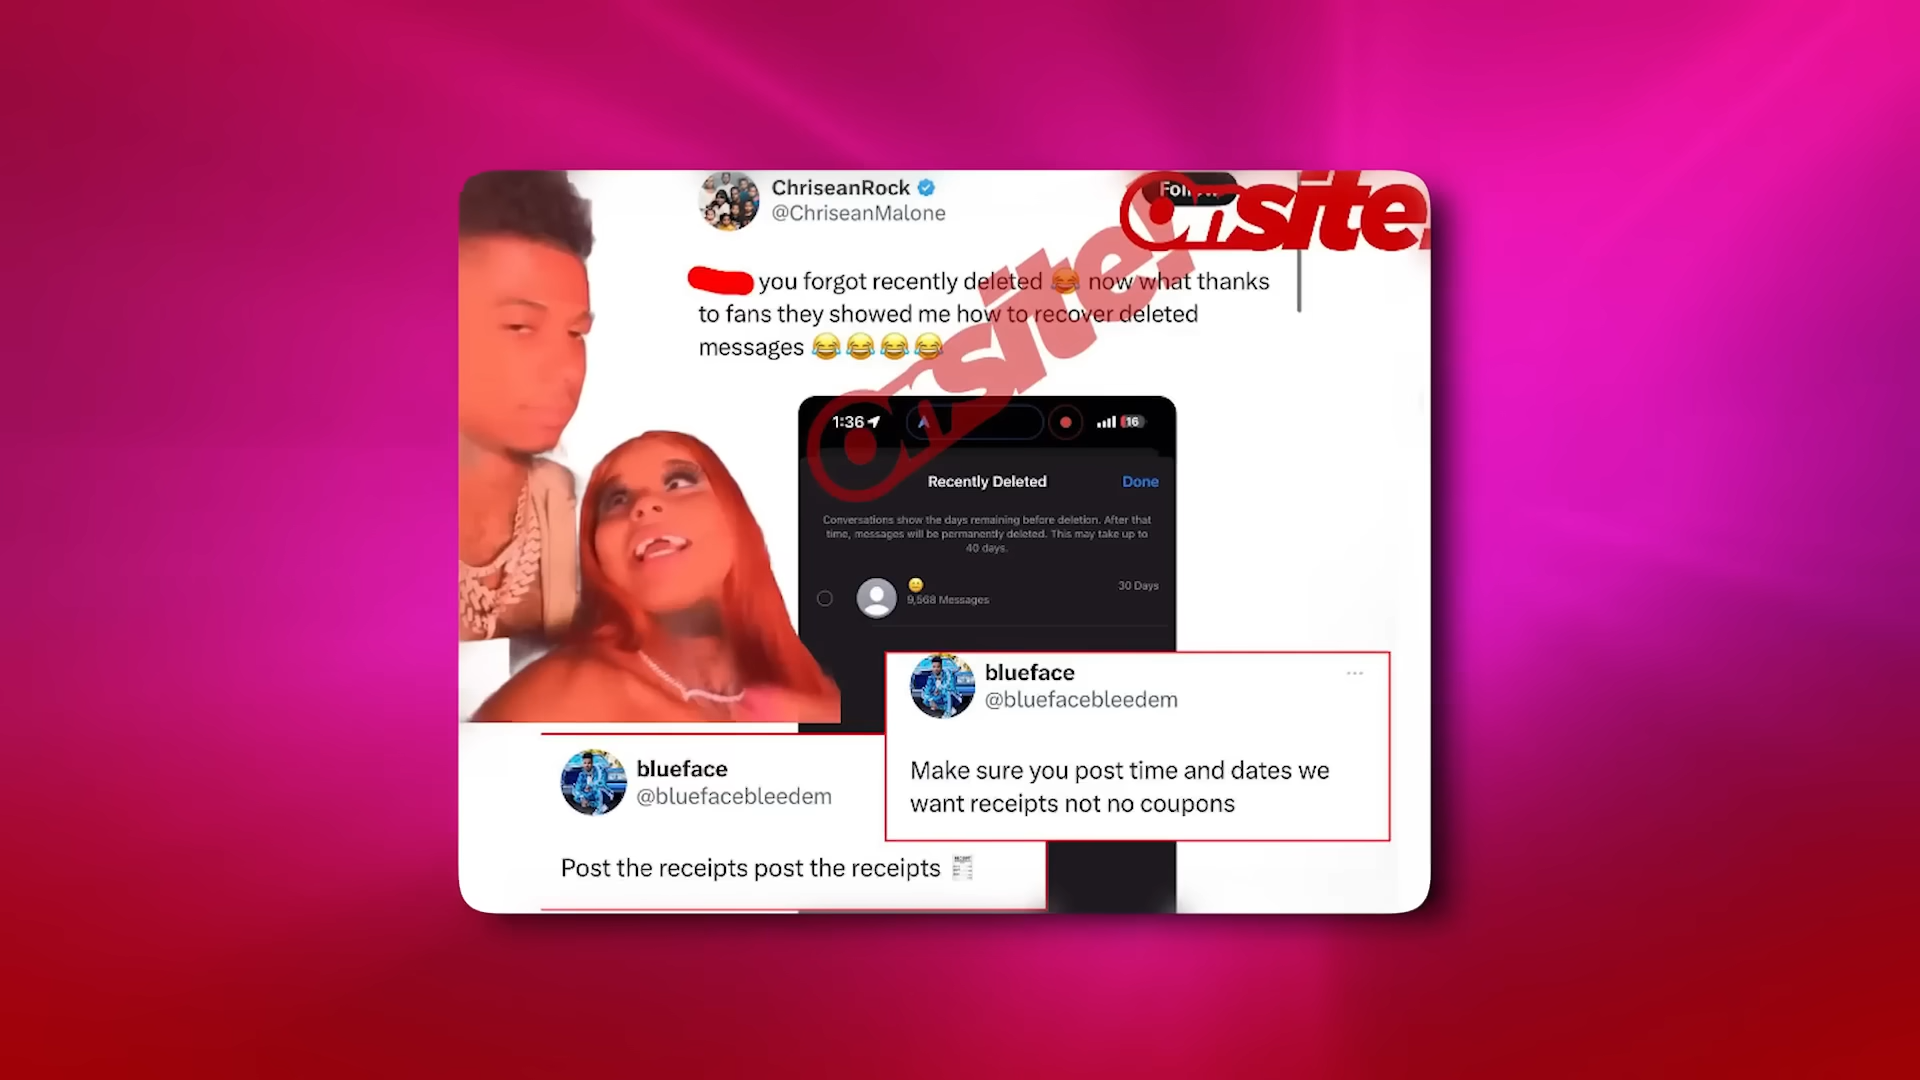 ChriseanRock
@ChriseanMalone
Onsite!
you forgot recently deleted 😂 now what thanks
to fans they showed me how to recover deleted
messages 😂😂😂😂
Onsite!
1:36
16
Recently Deleted
Done
Conversations show the days remaining before deletion. After that
time, messages will be permanently deleted. This may take up to
40 days.
30 Days
9,568 Messages
blueface
@bluefacebleedem
Make sure you post time and dates we
want receipts not no coupons
blueface
@bluefacebleedem
Post the receipts post the receipts 🧾